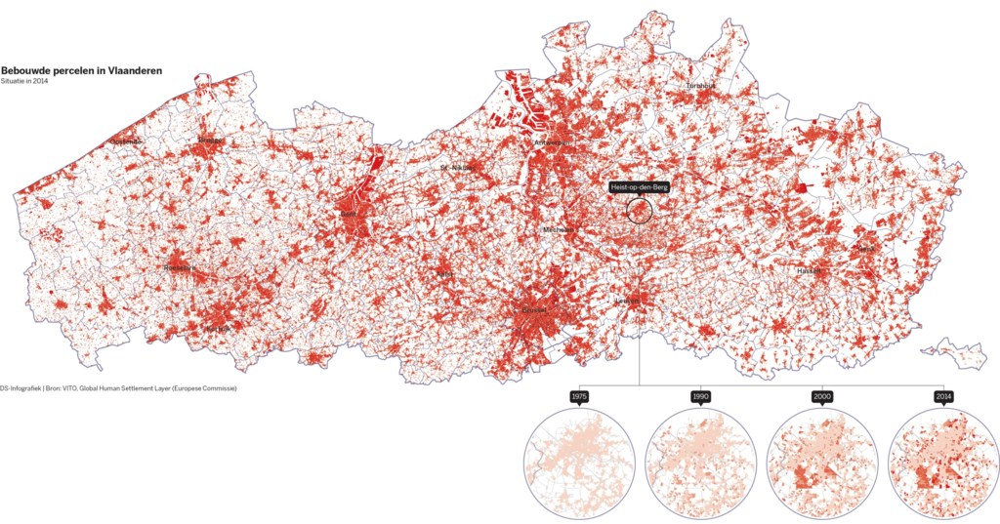 Bebouwde percelen in Vlaanderen
Situatie in 2014
Turnhout
Oostende
Brugge
Antwerpen
St.-Niklaas
Heist-op-den-Berg
Gent
Mechelen
Genk
Roeselare
Hasselt
Aalst
Leuven
Brussel
Kortrijk
DS-Infografiek | Bron: VITO, Global Human Settlement Layer (Europese Commissie)
1975
1990
2000
2014